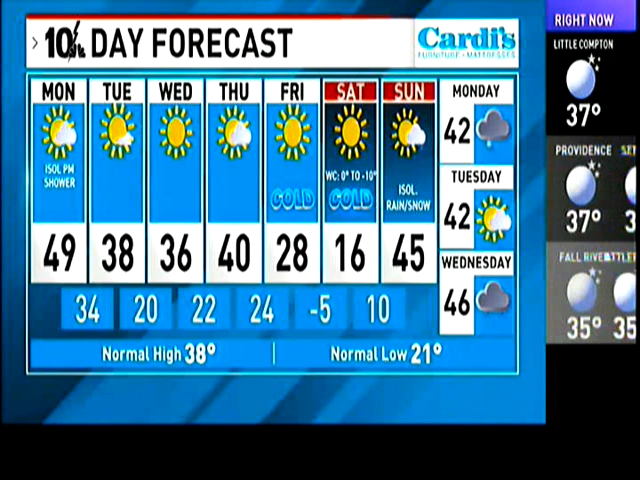 > 10 DAY FORECAST
Cardi's
FURNITURE • MATTRESSES
MON TUE WED THU FRI SAT SUN
ISOL PM
SHOWER
COLD
WC: 0° TO -10°
COLD
ISOL.
RAIN/SNOW
49 38 36 40 28 16 45
34 20 22 24 -5 10
Normal High 38° | Normal Low 21°
MONDAY
42
TUESDAY
42
WEDNESDAY
46
RIGHT NOW
LITTLE COMPTON
37°
PROVIDENCE
37°
FALL RIVE
35°
35